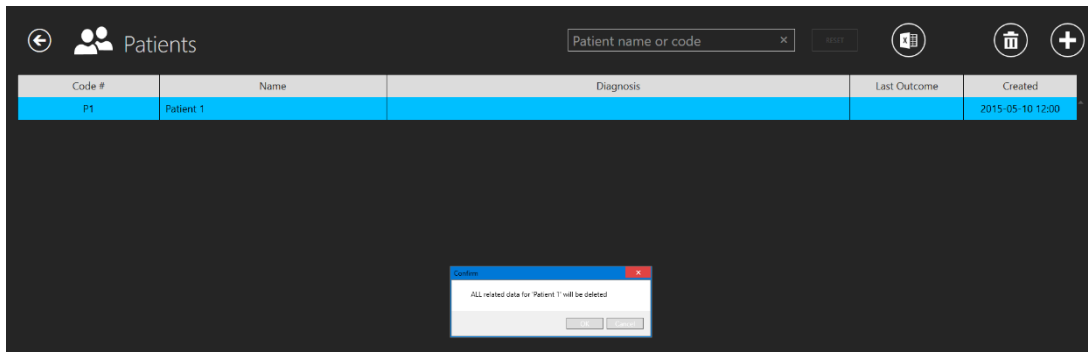 Patients
Patient name or code
RESET
Code # Name Diagnosis Last Outcome Created
P1 Patient 1 2015-05-10 12:00
Confirm
ALL related data for 'Patient 1' will be deleted
OK Cancel